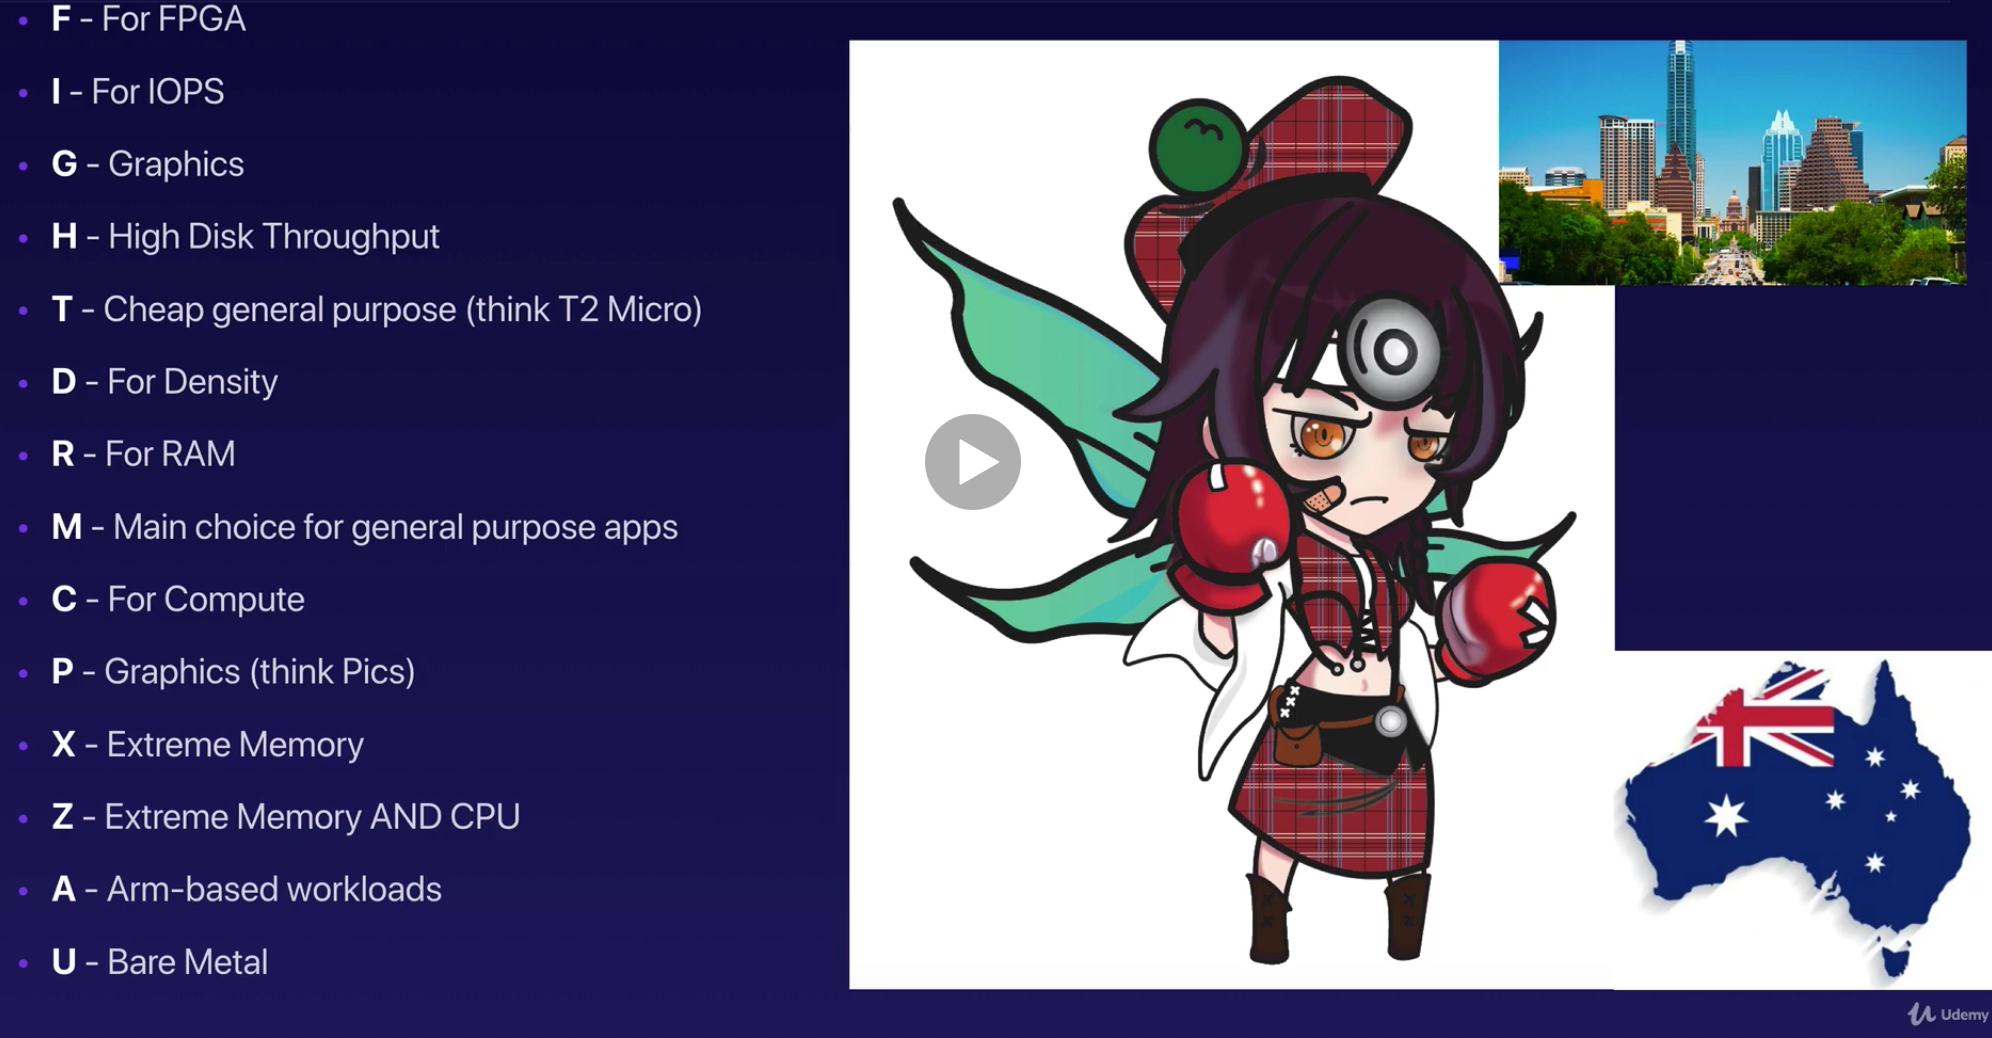 • F - For FPGA
• I - For IOPS
• G - Graphics
• H - High Disk Throughput
• T - Cheap general purpose (think T2 Micro)
• D - For Density
• R - For RAM
• M - Main choice for general purpose apps
• C - For Compute
• P - Graphics (think Pics)
• X - Extreme Memory
• Z - Extreme Memory AND CPU
• A - Arm-based workloads
• U - Bare Metal
Udemy